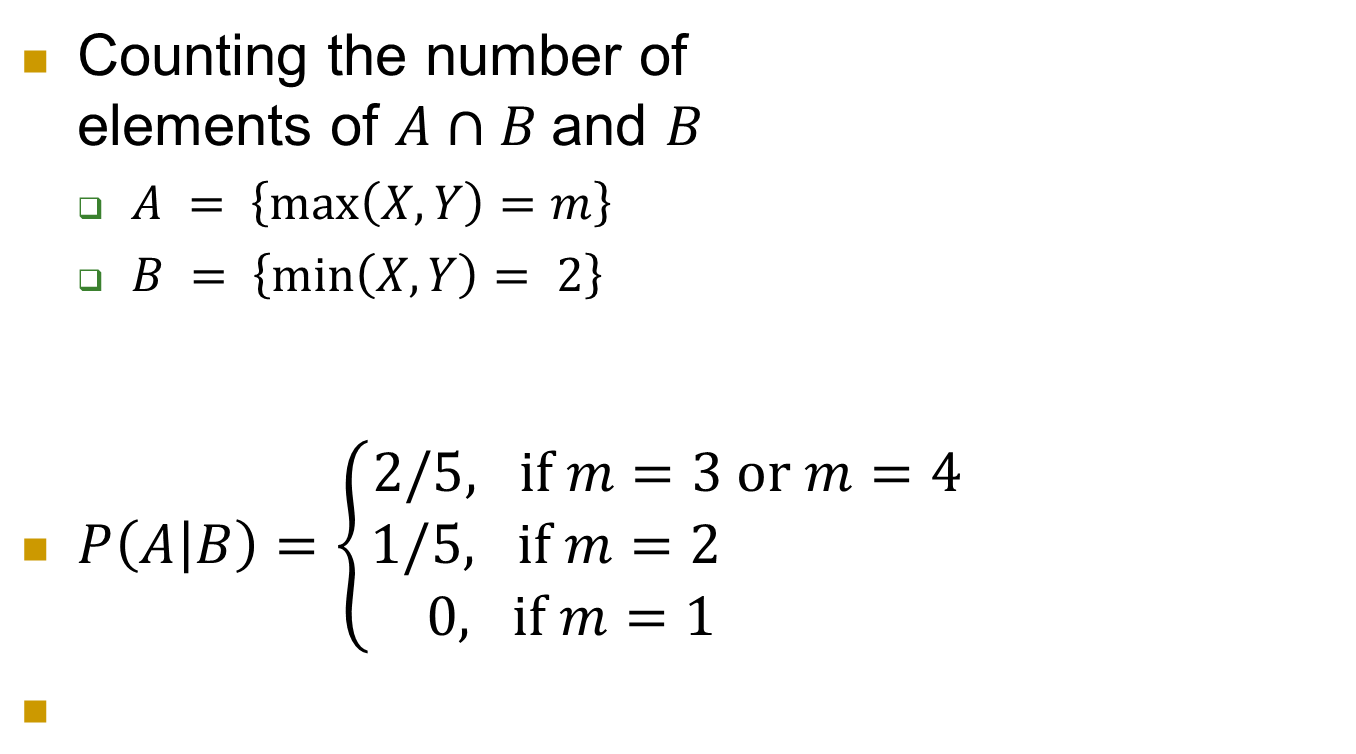 Counting the number of
elements of A ∩ B and B
A = {max(X, Y) = m}
B = {min(X, Y) = 2}
2/5, if m = 3 or m = 4
P(A|B) = { 1/5, if m = 2
0, if m = 1